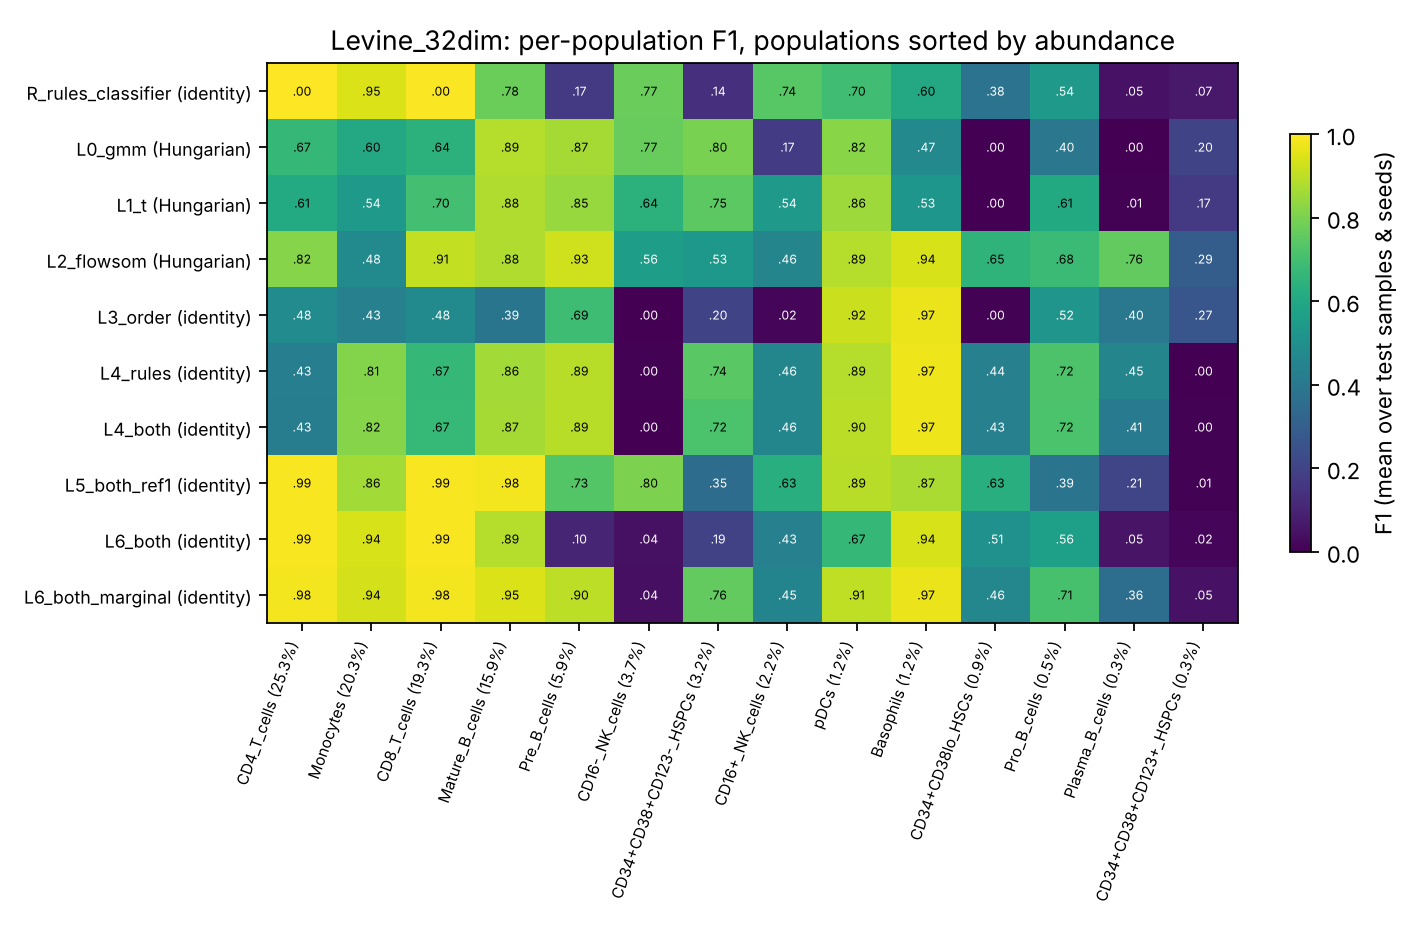 Levine_32dim: per-population F1, populations sorted by abundance
R_rules_classifier (identity) .00 .95 .00 .78 .17 .77 .14 .74 .70 .60 .38 .54 .05 .07
L0_gmm (Hungarian) .67 .60 .64 .89 .87 .77 .80 .17 .82 .47 .00 .40 .00 .20
L1_t (Hungarian) .61 .54 .70 .88 .85 .64 .75 .54 .86 .53 .00 .61 .01 .17
L2_flowsom (Hungarian) .82 .48 .91 .88 .93 .56 .53 .46 .89 .94 .65 .68 .76 .29
L3_order (identity) .48 .43 .48 .39 .69 .00 .20 .02 .92 .97 .00 .52 .40 .27
L4_rules (identity) .43 .81 .67 .86 .89 .00 .74 .46 .89 .97 .44 .72 .45 .00
L4_both (identity) .43 .82 .67 .87 .89 .00 .72 .46 .90 .97 .43 .72 .41 .00
L5_both_ref1 (identity) .99 .86 .99 .98 .73 .80 .35 .63 .89 .87 .63 .39 .21 .01
L6_both (identity) .99 .94 .99 .89 .10 .04 .19 .43 .67 .94 .51 .56 .05 .02
L6_both_marginal (identity) .98 .94 .98 .95 .90 .04 .76 .45 .91 .97 .46 .71 .36 .05
CD4_T_cells (25.3%)
Monocytes (20.3%)
CD8_T_cells (19.3%)
Mature_B_cells (15.9%)
Pre_B_cells (5.9%)
CD16-_NK_cells (3.7%)
CD34+CD38+CD123-_HSPCs (3.2%)
CD16+_NK_cells (2.2%)
pDCs (1.2%)
Basophils (1.2%)
CD34+CD38lo_HSCs (0.9%)
Pro_B_cells (0.5%)
Plasma_B_cells (0.3%)
CD34+CD38+CD123+_HSPCs (0.3%)
1.0
0.8
0.6
0.4
0.2
0.0
F1 (mean over test samples & seeds)